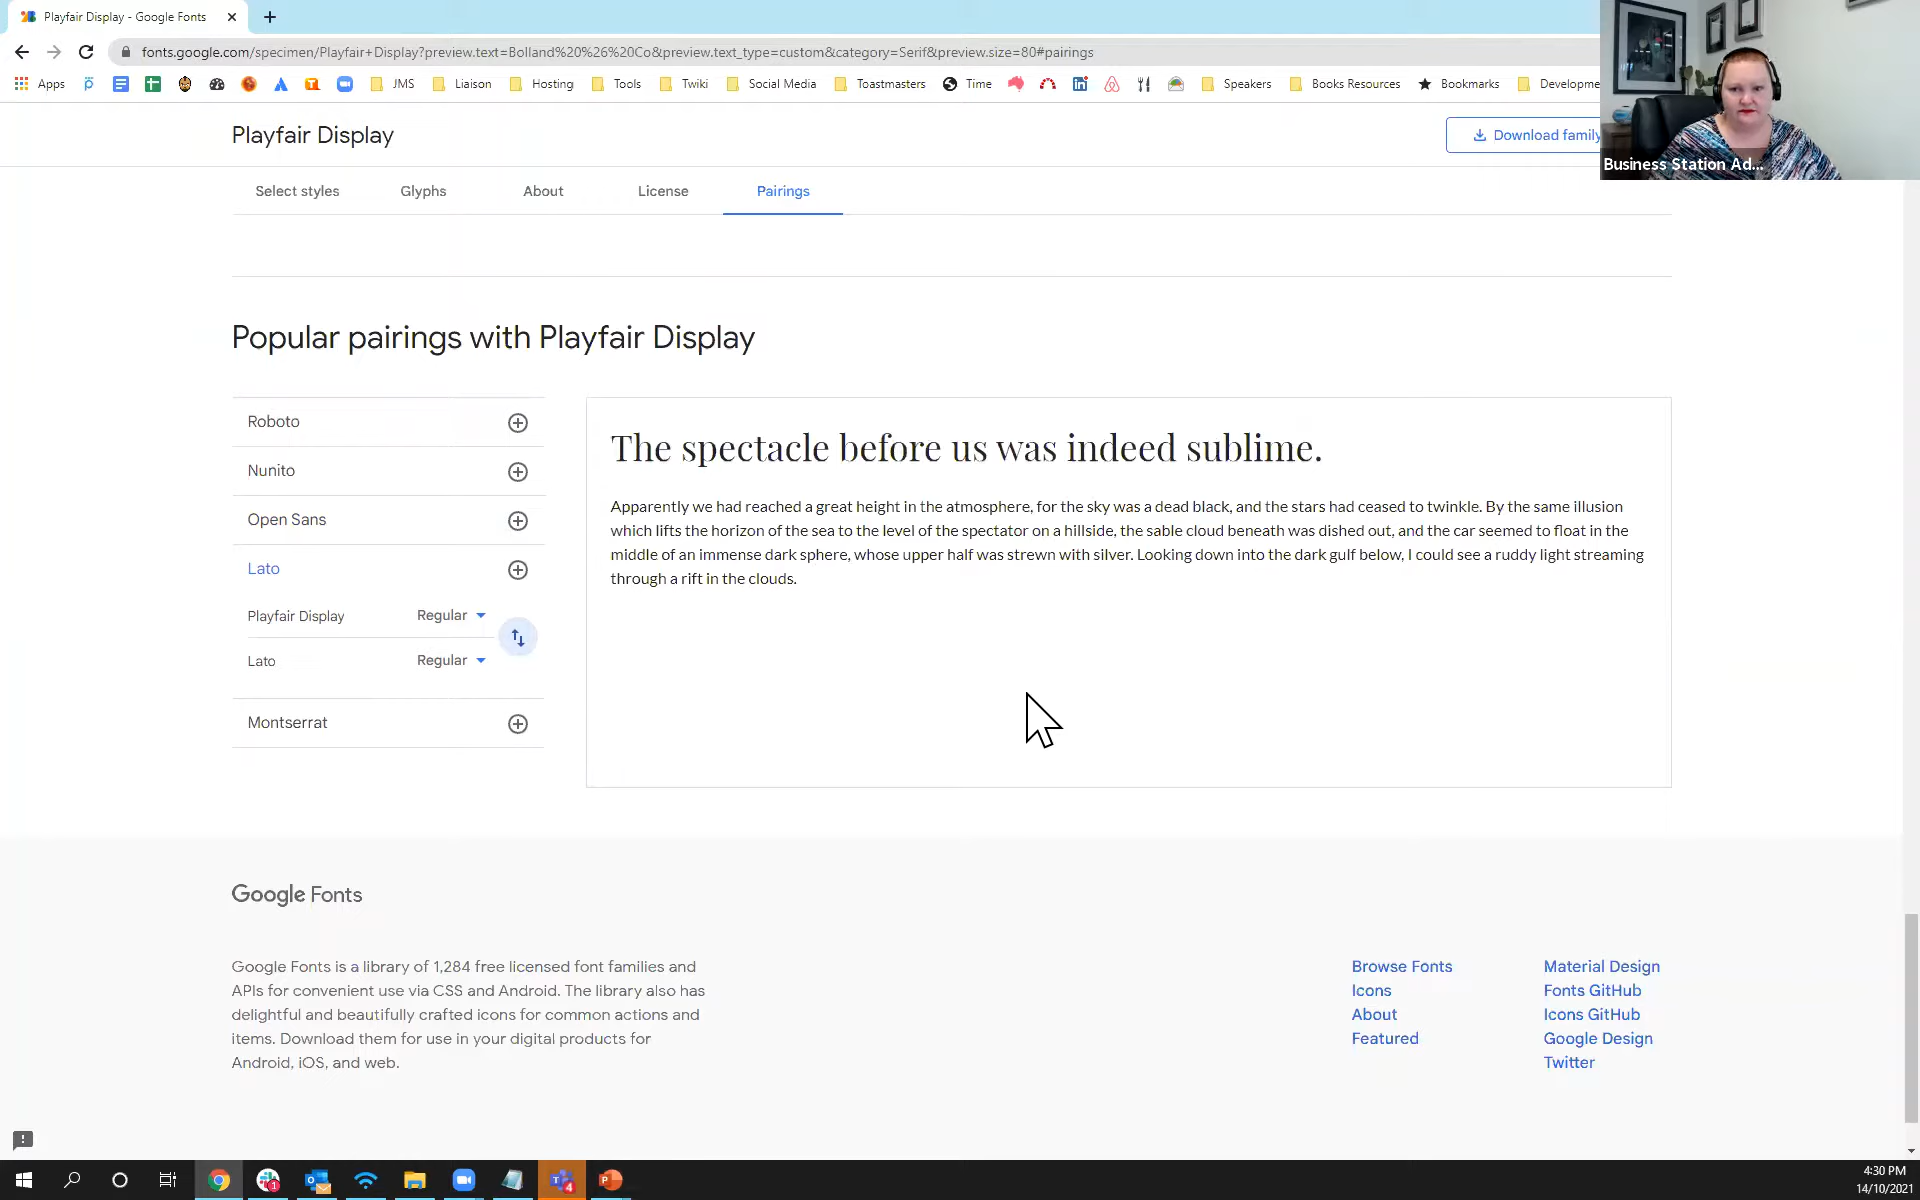 Playfair Display - Google Fonts
fonts.google.com/specimen/Playfair+Display?preview.text=Bolland%20%26%20Co&preview.text_type=custom&category=Serif&preview.size=80#pairings
Apps JMS Liaison Hosting Tools Twiki Social Media Toastmasters Time Speakers Books Resources Bookmarks Developme
Playfair Display
Download family
Business Station Ad...
Select styles Glyphs About License Pairings
Popular pairings with Playfair Display
Roboto
Nunito
Open Sans
Lato
Playfair Display Regular
Lato Regular
Montserrat
The spectacle before us was indeed sublime.
Apparently we had reached a great height in the atmosphere, for the sky was a dead black, and the stars had ceased to twinkle. By the same illusion
which lifts the horizon of the sea to the level of the spectator on a hillside, the sable cloud beneath was dished out, and the car seemed to float in the
middle of an immense dark sphere, whose upper half was strewn with silver. Looking down into the dark gulf below, I could see a ruddy light streaming
through a rift in the clouds.
Google Fonts
Google Fonts is a library of 1,284 free licensed font families and
APIs for convenient use via CSS and Android. The library also has
delightful and beautifully crafted icons for common actions and
items. Download them for use in your digital products for
Android, iOS, and web.
Browse Fonts
Icons
About
Featured
Material Design
Fonts GitHub
Icons GitHub
Google Design
Twitter
4:30 PM
14/10/2021